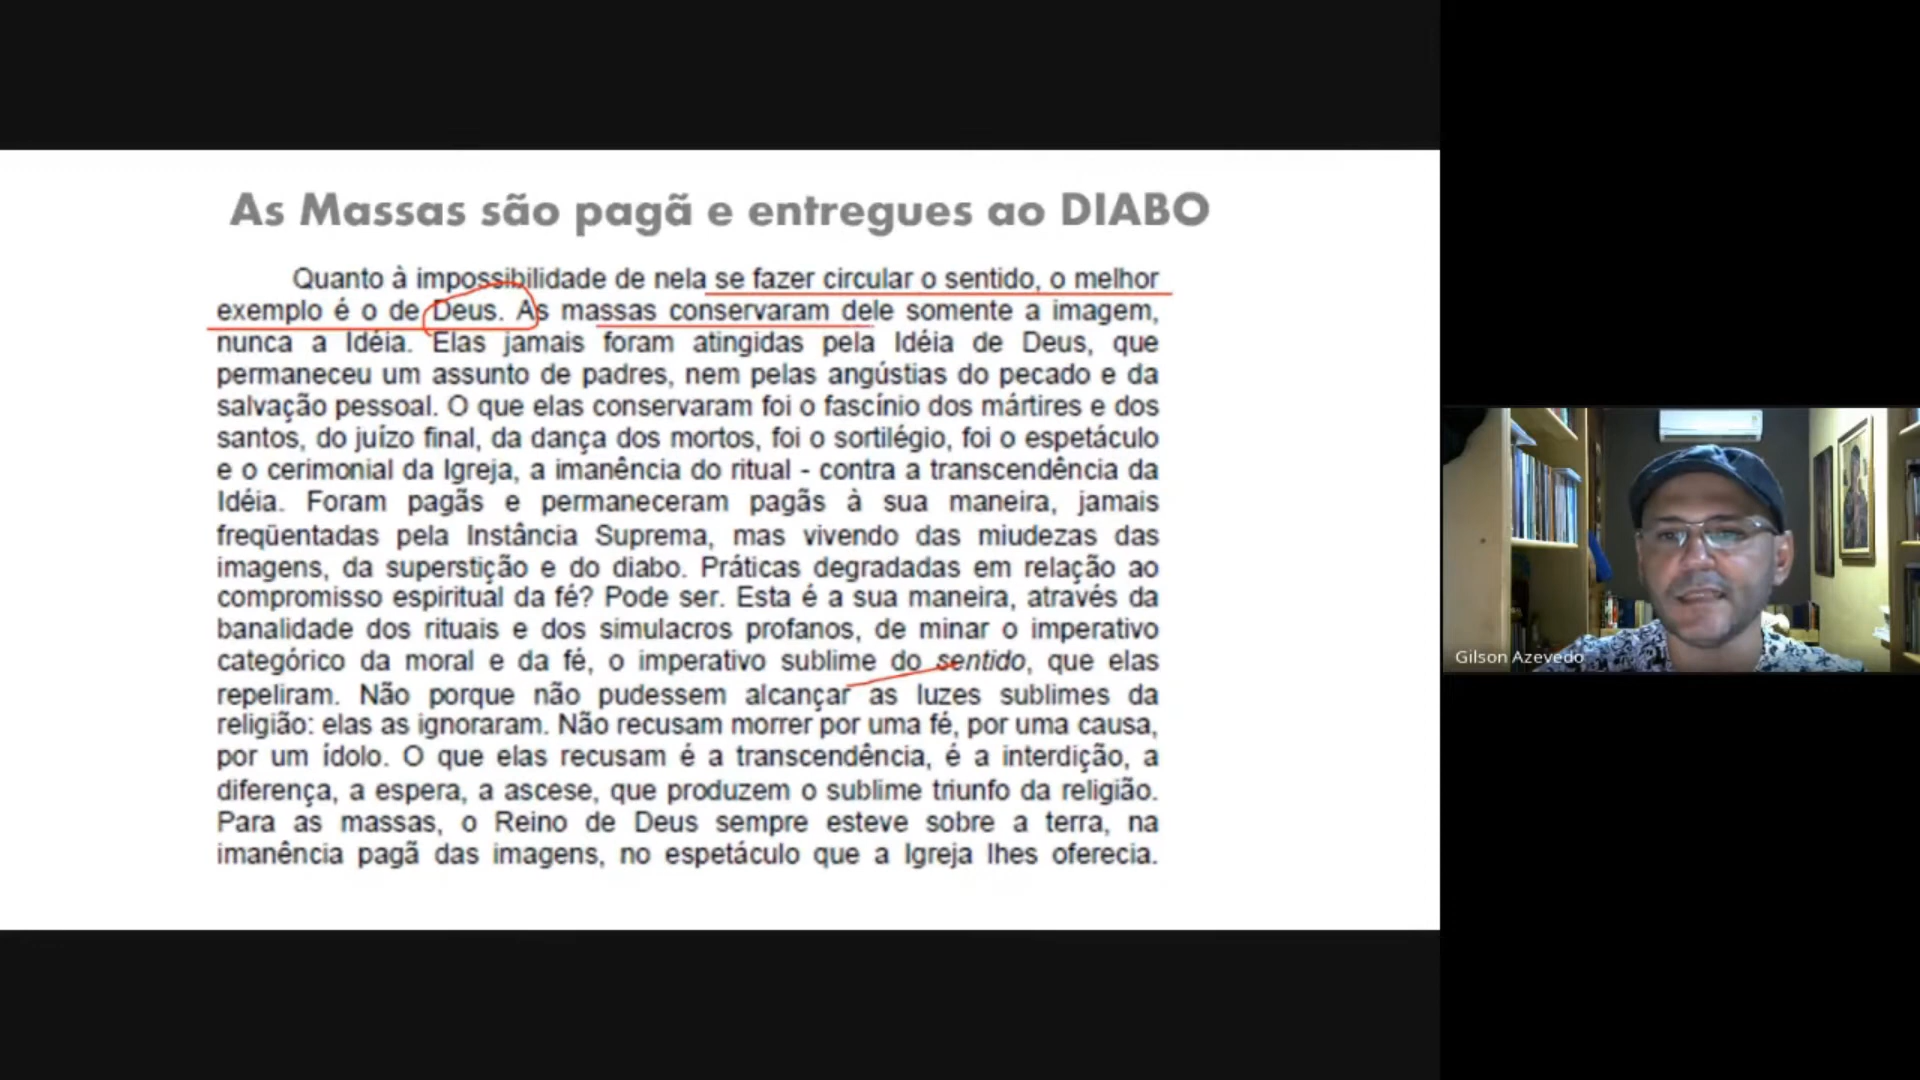 As Massas são pagã e entregues ao DIABO
Quanto à impossibilidade de nela se fazer circular o sentido, o melhor
exemplo é o de Deus. As massas conservaram dele somente a imagem,
nunca a Idéia. Elas jamais foram atingidas pela Idéia de Deus, que
permaneceu um assunto de padres, nem pelas angústias do pecado e da
salvação pessoal. O que elas conservaram foi o fascínio dos mártires e dos
santos, do juízo final, da dança dos mortos, foi o sortilégio, foi o espetáculo
e o cerimonial da Igreja, a imanência do ritual - contra a transcendência da
Idéia. Foram pagãs e permaneceram pagãs à sua maneira, jamais
freqüentadas pela Instância Suprema, mas vivendo das miudezas das
imagens, da superstição e do diabo. Práticas degradadas em relação ao
compromisso espiritual da fé? Pode ser. Esta é a sua maneira, através da
banalidade dos rituais e dos simulacros profanos, de minar o imperativo
categórico da moral e da fé, o imperativo sublime do sentido, que elas
repeliram. Não porque não pudessem alcançar as luzes sublimes da
religião: elas as ignoraram. Não recusam morrer por uma fé, por uma causa,
por um ídolo. O que elas recusam é a transcendência, é a interdição, a
diferença, a espera, a ascese, que produzem o sublime triunfo da religião.
Para as massas, o Reino de Deus sempre esteve sobre a terra, na
imanência pagã das imagens, no espetáculo que a Igreja lhes oferecia.
Gilson Azevedo